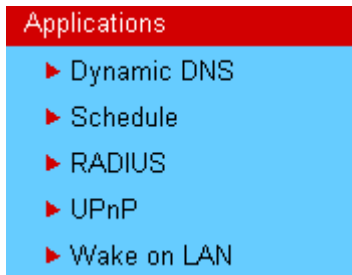 Applications
Dynamic DNS
Schedule
RADIUS
UPnP
Wake on LAN